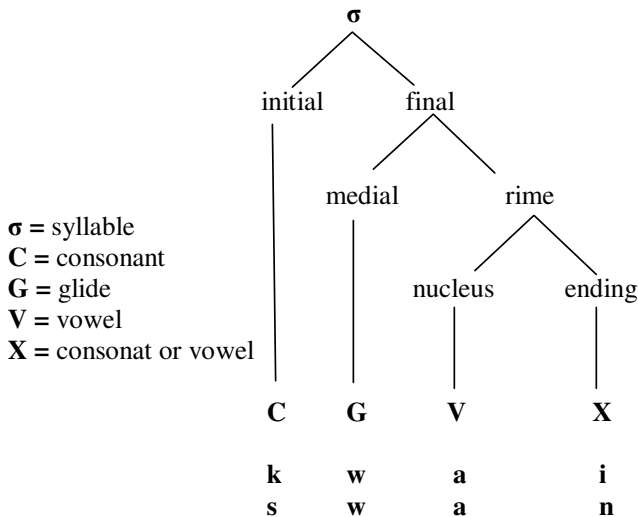 σ
initial final
medial rime
σ = syllable
C = consonant
G = glide
nucleus ending
V = vowel
X = consonat or vowel
C G V X
k w a i
s w a n